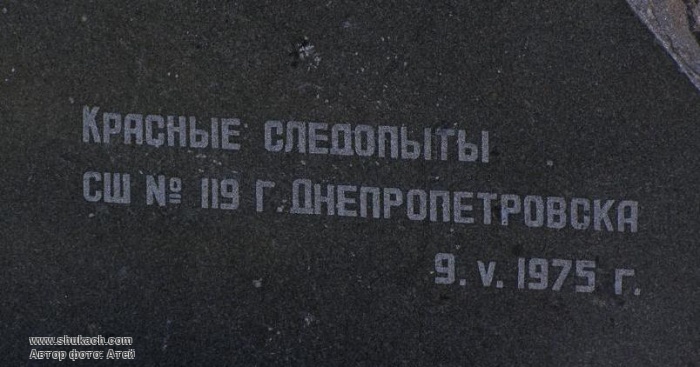 Красные следопыты
СШ № 119 г. Днепропетровска
9. V. 1975 г.
www.shukach.com
Автор фото: Атей